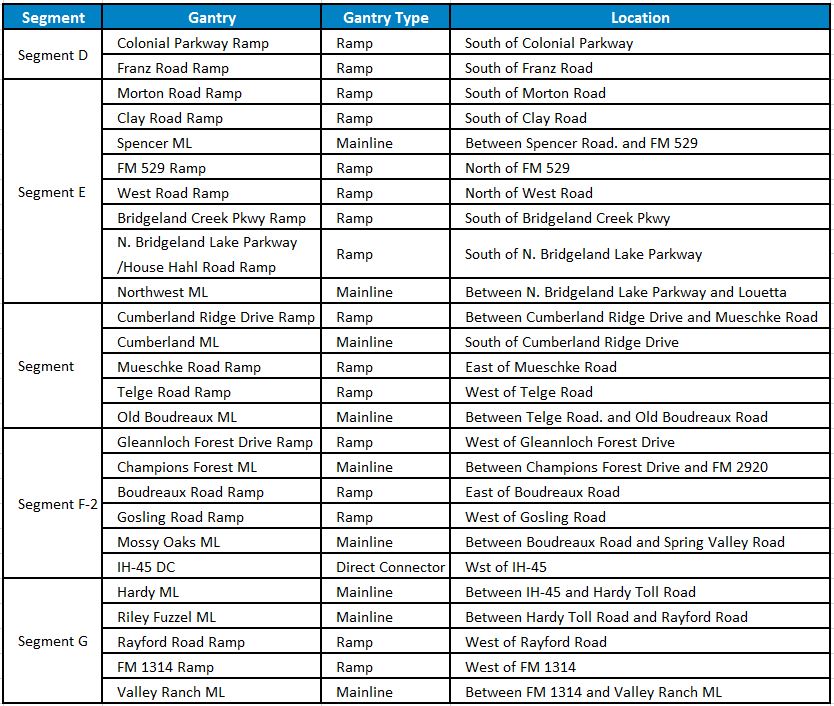 Segment Gantry Gantry Type Location
Segment D
Colonial Parkway Ramp Ramp South of Colonial Parkway
Franz Road Ramp Ramp South of Franz Road
Segment E
Morton Road Ramp Ramp South of Morton Road
Clay Road Ramp Ramp South of Clay Road
Spencer ML Mainline Between Spencer Road. and FM 529
FM 529 Ramp Ramp North of FM 529
West Road Ramp Ramp North of West Road
Bridgeland Creek Pkwy Ramp Ramp South of Bridgeland Creek Pkwy
N. Bridgeland Lake Parkway
/House Hahl Road Ramp Ramp South of N. Bridgeland Lake Parkway
Northwest ML Mainline Between N. Bridgeland Lake Parkway and Louetta
Segment
Cumberland Ridge Drive Ramp Ramp Between Cumberland Ridge Drive and Mueschke Road
Cumberland ML Mainline South of Cumberland Ridge Drive
Mueschke Road Ramp Ramp East of Mueschke Road
Telge Road Ramp Ramp West of Telge Road
Old Boudreaux ML Mainline Between Telge Road. and Old Boudreaux Road
Segment F-2
Gleannloch Forest Drive Ramp Ramp West of Gleannloch Forest Drive
Champions Forest ML Mainline Between Champions Forest Drive and FM 2920
Boudreaux Road Ramp Ramp East of Boudreaux Road
Gosling Road Ramp Ramp West of Gosling Road
Mossy Oaks ML Mainline Between Boudreaux Road and Spring Valley Road
IH-45 DC Direct Connector Wst of IH-45
Segment G
Hardy ML Mainline Between IH-45 and Hardy Toll Road
Riley Fuzzel ML Mainline Between Hardy Toll Road and Rayford Road
Rayford Road Ramp Ramp West of Rayford Road
FM 1314 Ramp Ramp West of FM 1314
Valley Ranch ML Mainline Between FM 1314 and Valley Ranch ML